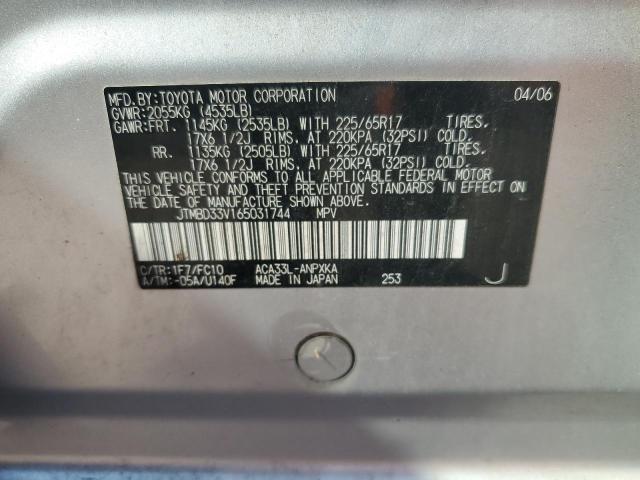 MFD. BY: TOYOTA MOTOR CORPORATION 04/06
GVWR: 2055KG (4535LB)
GAWR: FRT. 1145KG (2535LB) WITH 225/65R17 TIRES.
17X6 1/2J RIMS. AT 220KPA (32PSI) COLD.
RR. 1135KG (2505LB) WITH 225/65R17 TIRES.
17X6 1/2J RIMS. AT 220KPA (32PSI) COLD.
THIS VEHICLE CONFORMS TO ALL APPLICABLE FEDERAL MOTOR
VEHICLE SAFETY AND THEFT PREVENTION STANDARDS IN EFFECT ON
THE DATE OF MANUFACTURE SHOWN ABOVE.
JTMBD33V165031744 MPV
C/TR: 1F7/FC10 ACA33L-ANPXKA
A/TM: -05A/U140F MADE IN JAPAN 253 J